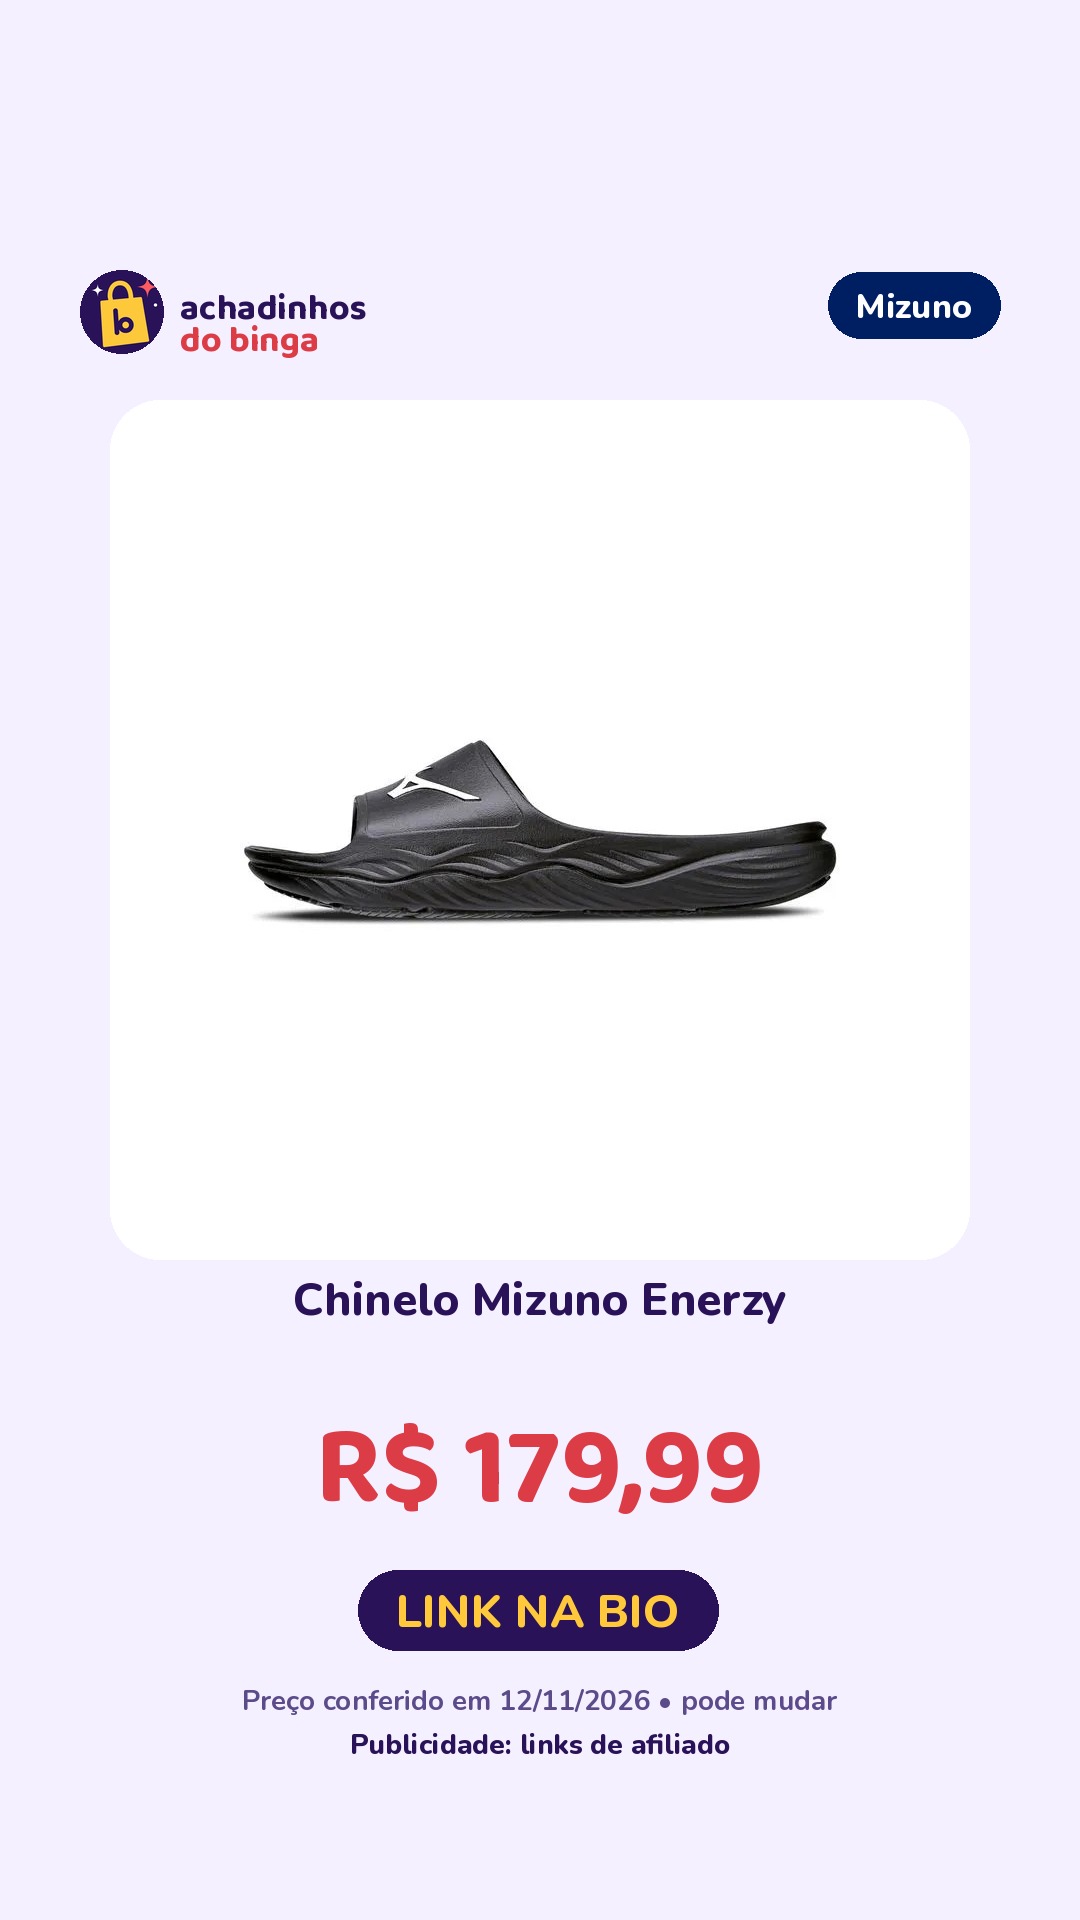 achadinhos
do binga
Mizuno
Chinelo Mizuno Enerzy
R$ 179,99
LINK NA BIO
Preço conferido em 12/11/2026 • pode mudar
Publicidade: links de afiliado